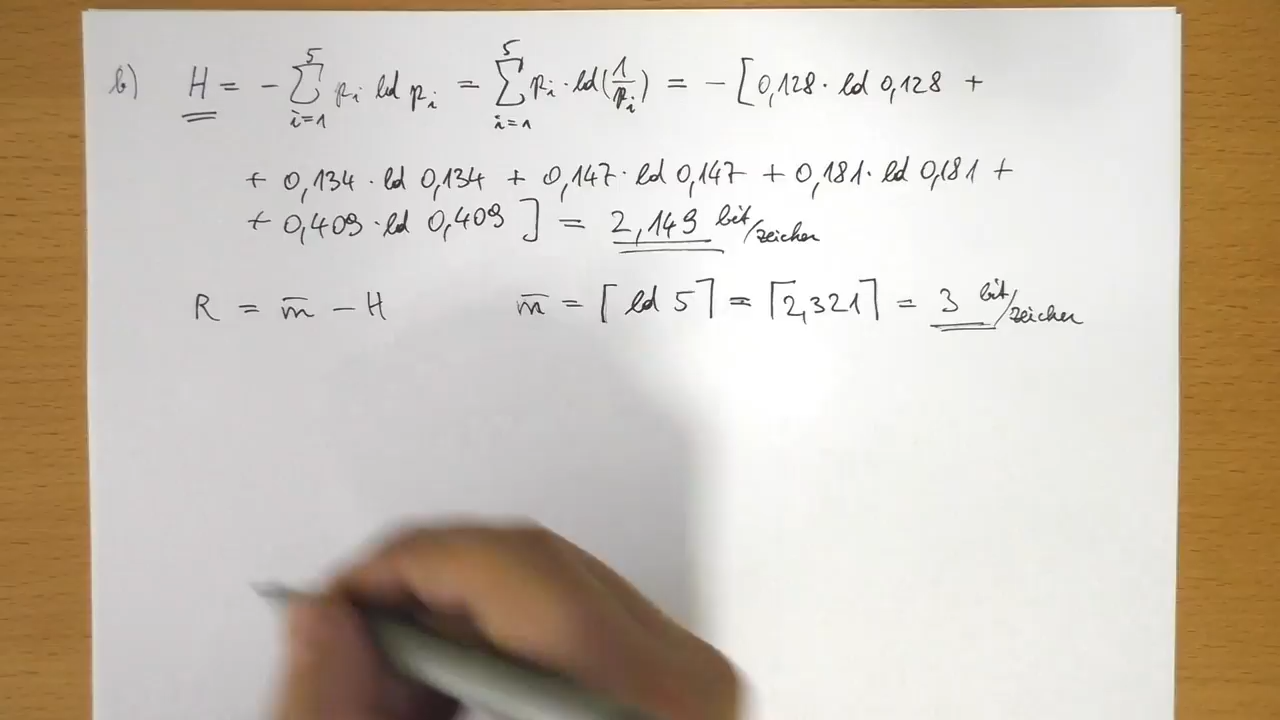 b) H = - ∑_{i=1}^{5} p_i ld p_i = ∑_{i=1}^{5} p_i · ld(1/p_i) = - [0,128 · ld 0,128 +
+ 0,134 · ld 0,134 + 0,147 · ld 0,147 + 0,181 · ld 0,181 +
+ 0,409 · ld 0,409 ] = 2,149 bit/zeichen
R = m̅ - H m̅ = ⌈ ld 5 ⌉ = ⌈2,321⌉ = 3 bit/zeichen